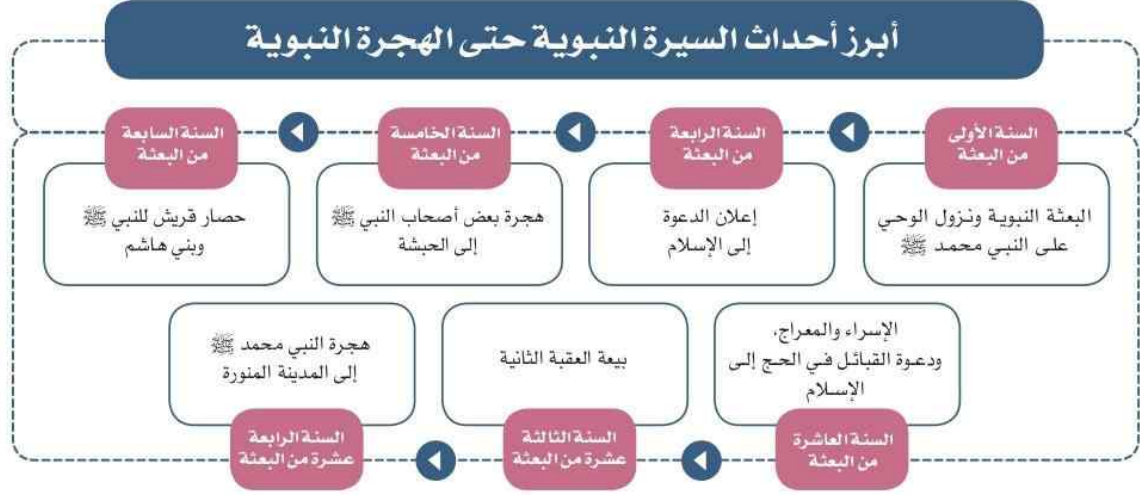 أبرز أحداث السيرة النبوية حتى الهجرة النبوية
السنة الأولى
من البعثة
البعثة النبوية ونزول الوحي
على النبي محمد ﷺ
السنة الرابعة
من البعثة
إعلان الدعوة
إلى الإسلام
السنة الخامسة
من البعثة
هجرة بعض أصحاب النبي ﷺ
إلى الحبشة
السنة السابعة
من البعثة
حصار قريش للنبي ﷺ
وبني هاشم
الإسراء والمعراج،
ودعوة القبائل في الحج إلى
الإسلام
السنة العاشرة
من البعثة
بيعة العقبة الثانية
السنة الثالثة
عشرة من البعثة
هجرة النبي محمد ﷺ
إلى المدينة المنورة
السنة الرابعة
عشرة من البعثة